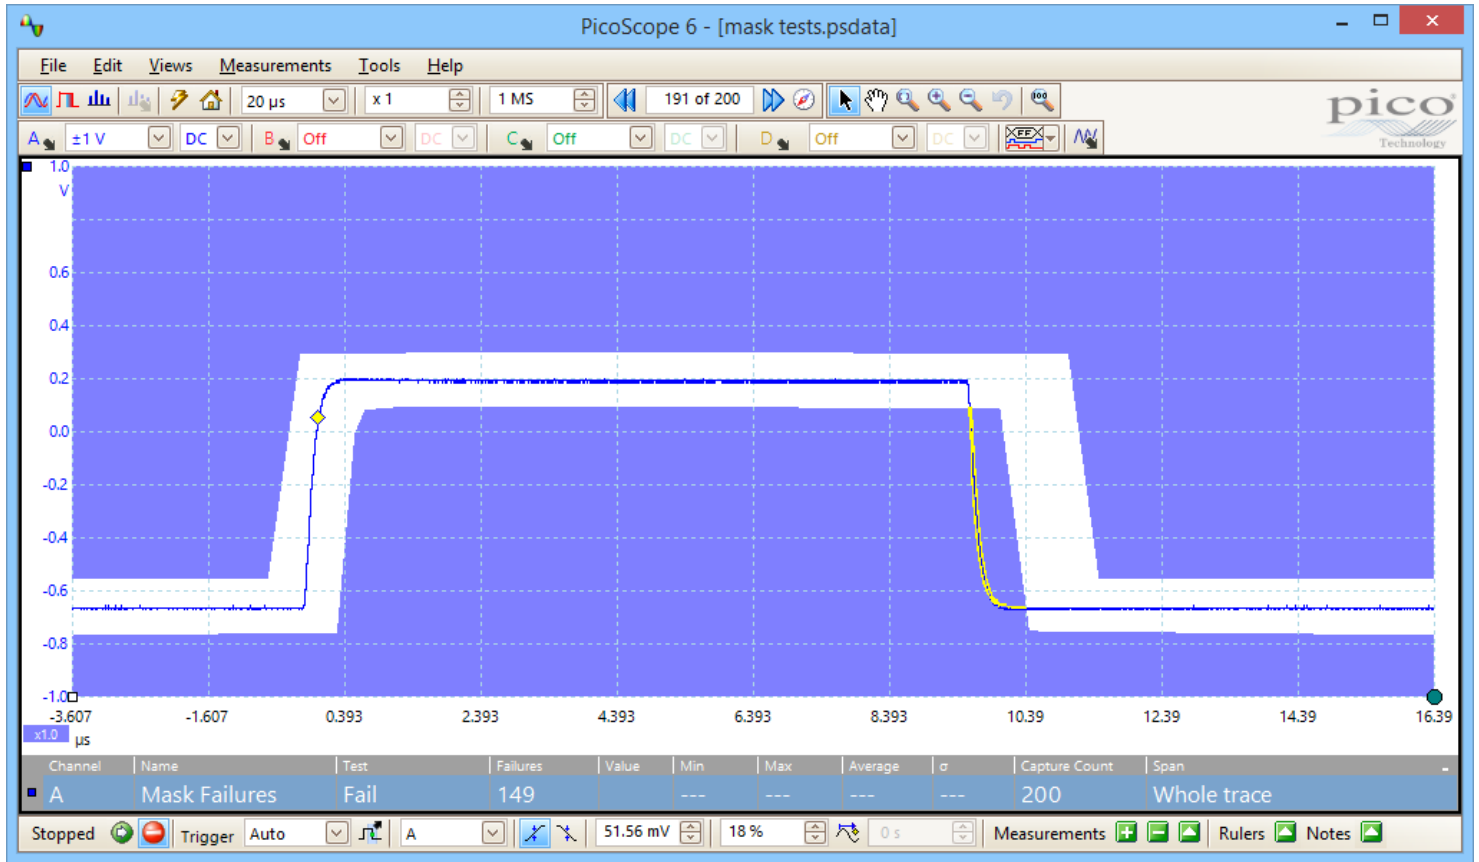 PicoScope 6 - [mask tests.psdata]
File Edit Views Measurements Tools Help
20 µs x 1 1 MS 191 of 200
pico
Technology
A ±1 V DC B Off DC C Off DC D Off DC
1.0
V
0.6
0.4
0.2
0.0
-0.2
-0.4
-0.6
-0.8
-1.0
-3.607 -1.607 0.393 2.393 4.393 6.393 8.393 10.39 12.39 14.39 16.39
x1.0 µs
Channel Name Test Failures Value Min Max Average σ Capture Count Span
A Mask Failures Fail 149 --- --- --- --- 200 Whole trace
Stopped Trigger Auto A 51.56 mV 18 % 0 s Measurements Rulers Notes